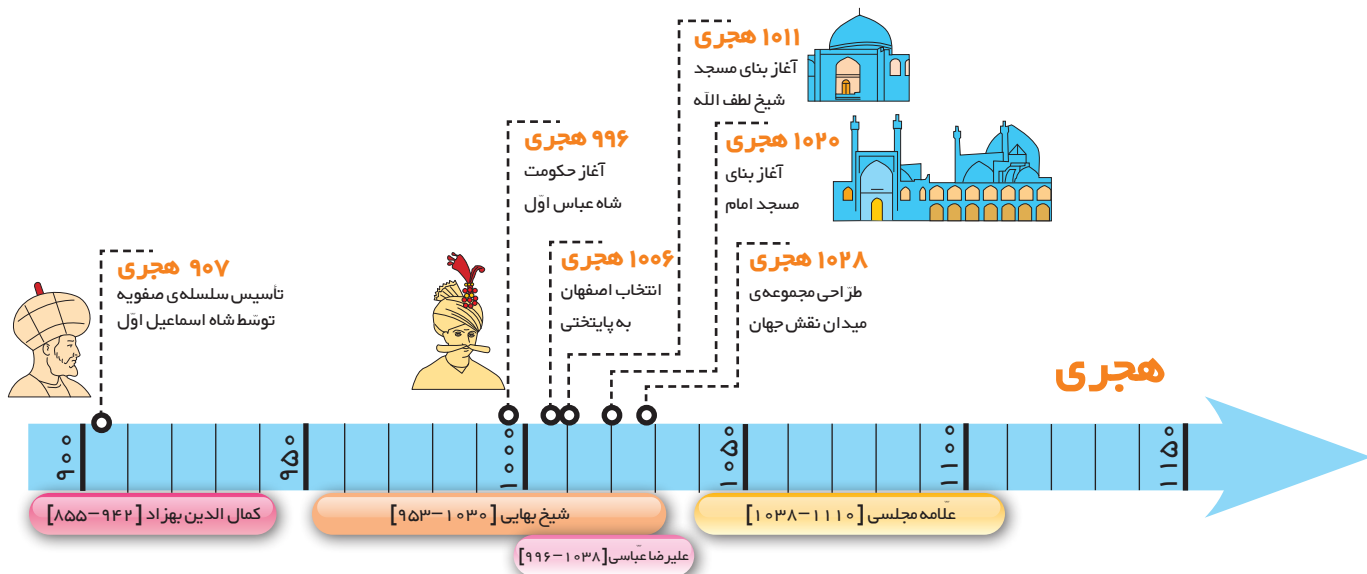 ۱۰۱۱ هجری
آغاز بنای مسجد
شیخ لطف اللّه
۹۹۶ هجری
آغاز حکومت
شاه عباس اوّل
۱۰۲۰ هجری
آغاز بنای
مسجد امام
۹۰۷ هجری
تأسیس سلسله‌ی صفویه
توسّط شاه اسماعیل اوّل
۱۰۰۶ هجری
انتخاب اصفهان
به پایتختی
۱۰۲۸ هجری
طرّاحی مجموعه‌ی
میدان نقش جهان
هجری
۹۰۰
۹۵۰
۱۰۰۰
۱۰۵۰
۱۱۰۰
۱۱۵۰
کمال الدین بهزاد [۹۴۲–۸۵۵]
شیخ بهایی [۱۰۳۰–۹۵۳]
علّامه مجلسی [۱۱۱۰–۱۰۳۸]
علیرضا عبّاسی [۱۰۳۸–۹۹۶]